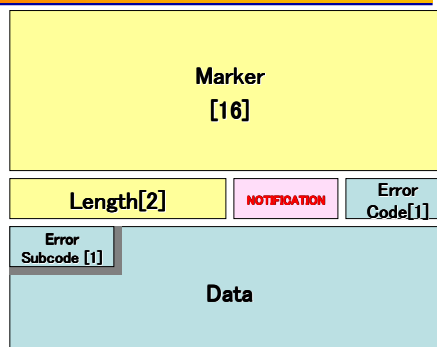 Marker
[16]
Length[2]
NOTIFICATION
Error
Code[1]
Error
Subcode [1]
Data